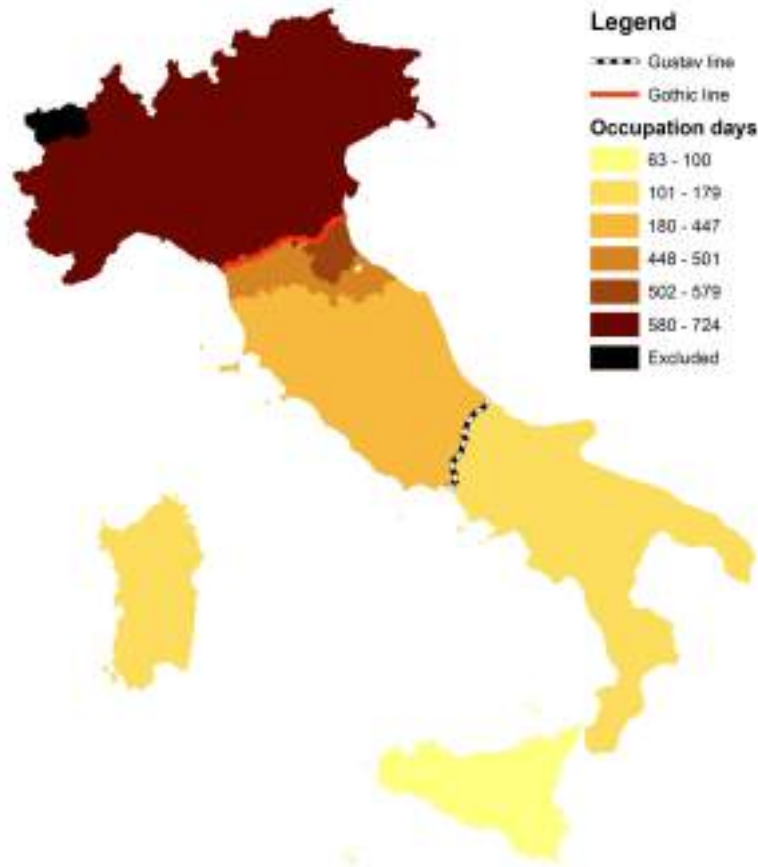 Legend
Gustav line
Gothic line
Occupation days
63 - 100
101 - 179
180 - 447
448 - 501
502 - 579
580 - 724
Excluded